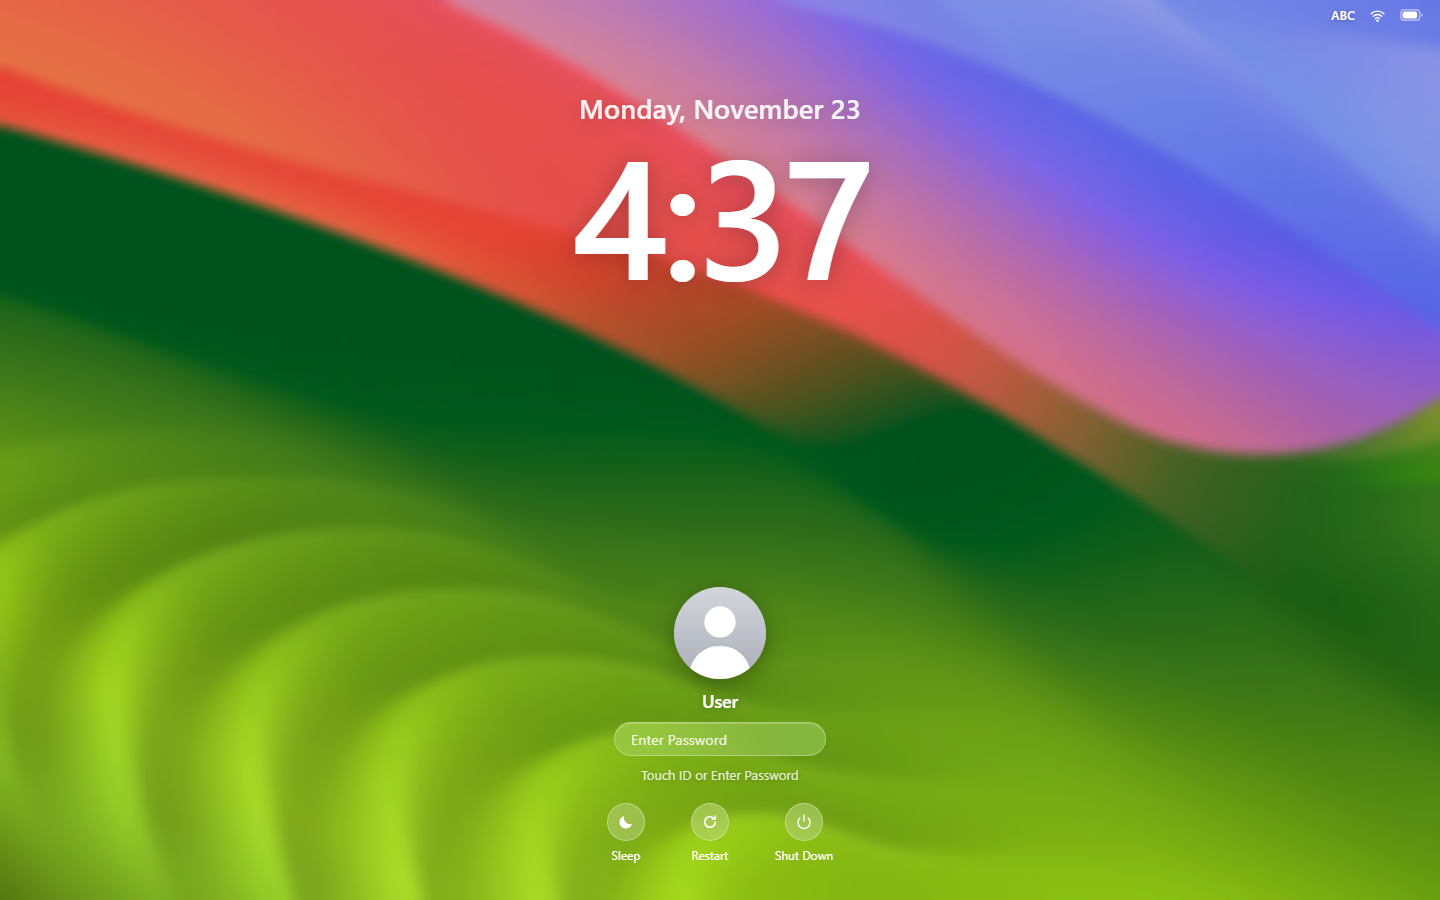 ABC
Monday, November 23
4:37
User
Enter Password
Touch ID or Enter Password
Sleep Restart Shut Down